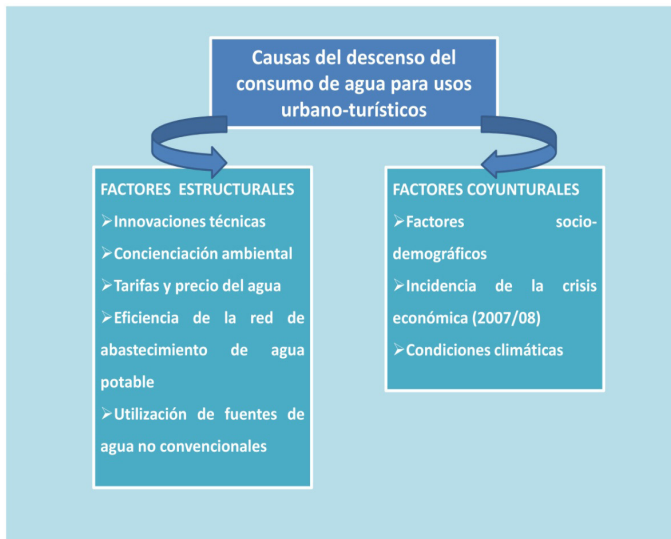 Causas del descenso del
consumo de agua para usos
urbano-turísticos
FACTORES ESTRUCTURALES
➢Innovaciones técnicas
➢Concienciación ambiental
➢Tarifas y precio del agua
➢Eficiencia de la red de
abastecimiento de agua
potable
➢Utilización de fuentes de
agua no convencionales
FACTORES COYUNTURALES
➢Factores socio-
demográficos
➢Incidencia de la crisis
económica (2007/08)
➢Condiciones climáticas